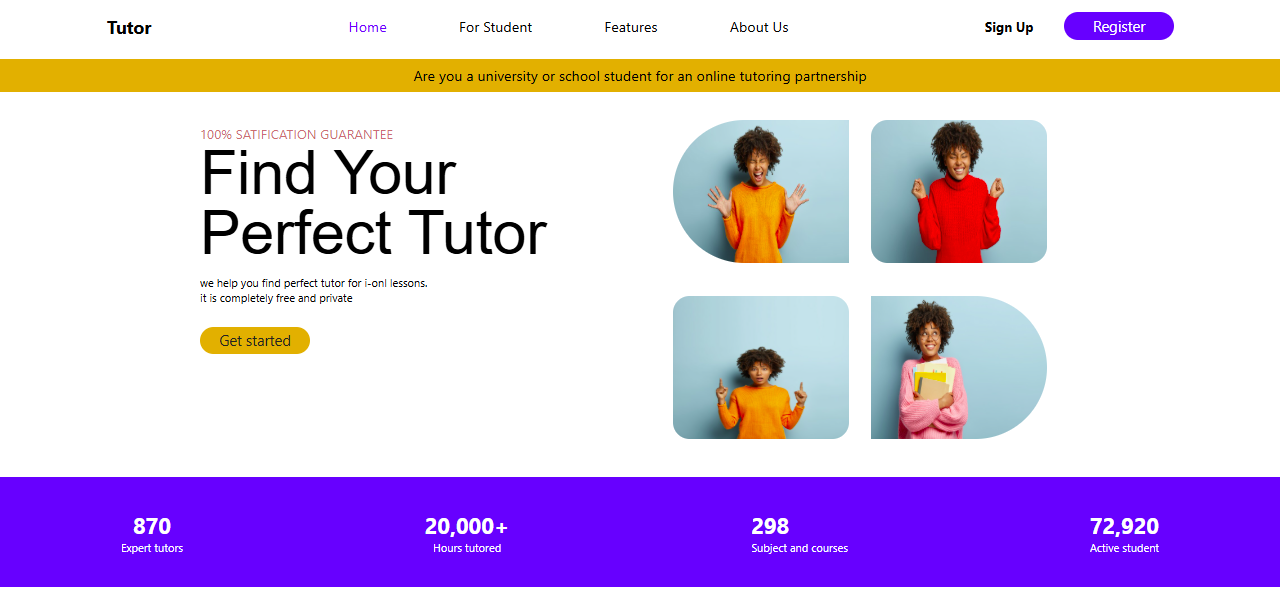 Tutor
Home
For Student
Features
About Us
Sign Up
Register
Are you a university or school student for an online tutoring partnership
100% SATIFICATION GUARANTEE
Find Your
Perfect Tutor
we help you find perfect tutor for i-onl lessons.
it is completely free and private
Get started
870
Expert tutors
20,000+
Hours tutored
298
Subject and courses
72,920
Active student